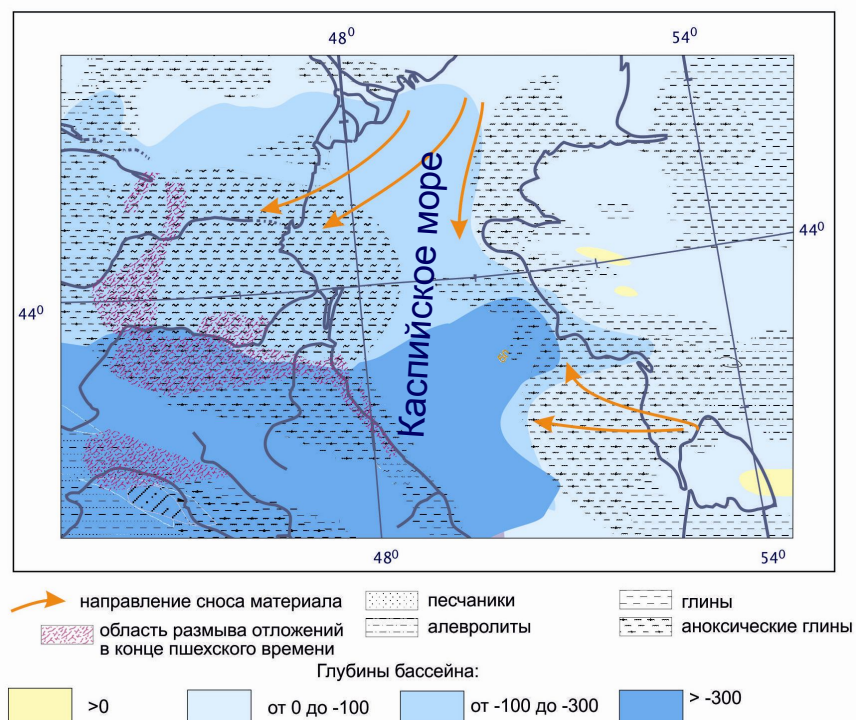 48⁰ 54⁰
44⁰
44⁰
Каспийское море
48⁰ 54⁰
направление сноса материала
песчаники
глины
область размыва отложений
в конце пшехского времени
алевролиты
аноксические глины
Глубины бассейна:
>0
от 0 до -100
от -100 до -300
> -300